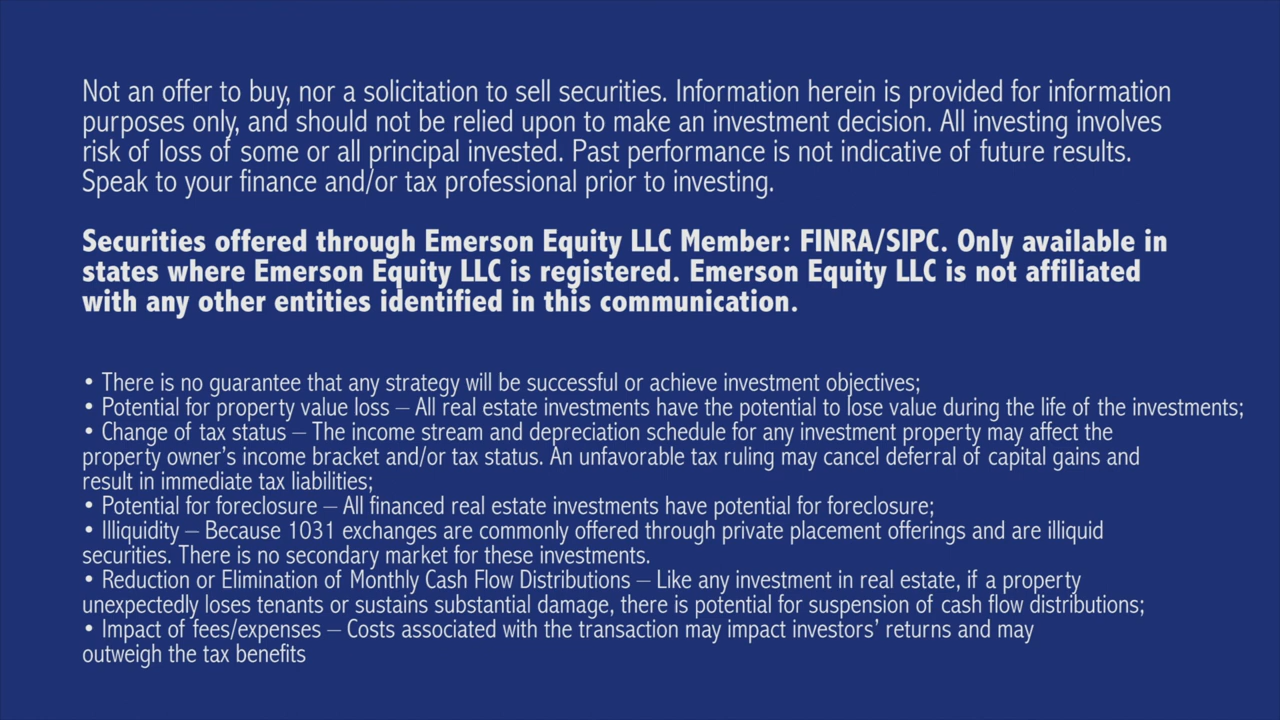 Not an offer to buy, nor a solicitation to sell securities. Information herein is provided for information
purposes only, and should not be relied upon to make an investment decision. All investing involves
risk of loss of some or all principal invested. Past performance is not indicative of future results.
Speak to your finance and/or tax professional prior to investing.
Securities offered through Emerson Equity LLC Member: FINRA/SIPC. Only available in
states where Emerson Equity LLC is registered. Emerson Equity LLC is not affiliated
with any other entities identified in this communication.
• There is no guarantee that any strategy will be successful or achieve investment objectives;
• Potential for property value loss – All real estate investments have the potential to lose value during the life of the investments;
• Change of tax status – The income stream and depreciation schedule for any investment property may affect the
property owner's income bracket and/or tax status. An unfavorable tax ruling may cancel deferral of capital gains and
result in immediate tax liabilities;
• Potential for foreclosure – All financed real estate investments have potential for foreclosure;
• Illiquidity – Because 1031 exchanges are commonly offered through private placement offerings and are illiquid
securities. There is no secondary market for these investments.
• Reduction or Elimination of Monthly Cash Flow Distributions – Like any investment in real estate, if a property
unexpectedly loses tenants or sustains substantial damage, there is potential for suspension of cash flow distributions;
• Impact of fees/expenses – Costs associated with the transaction may impact investors' returns and may
outweigh the tax benefits